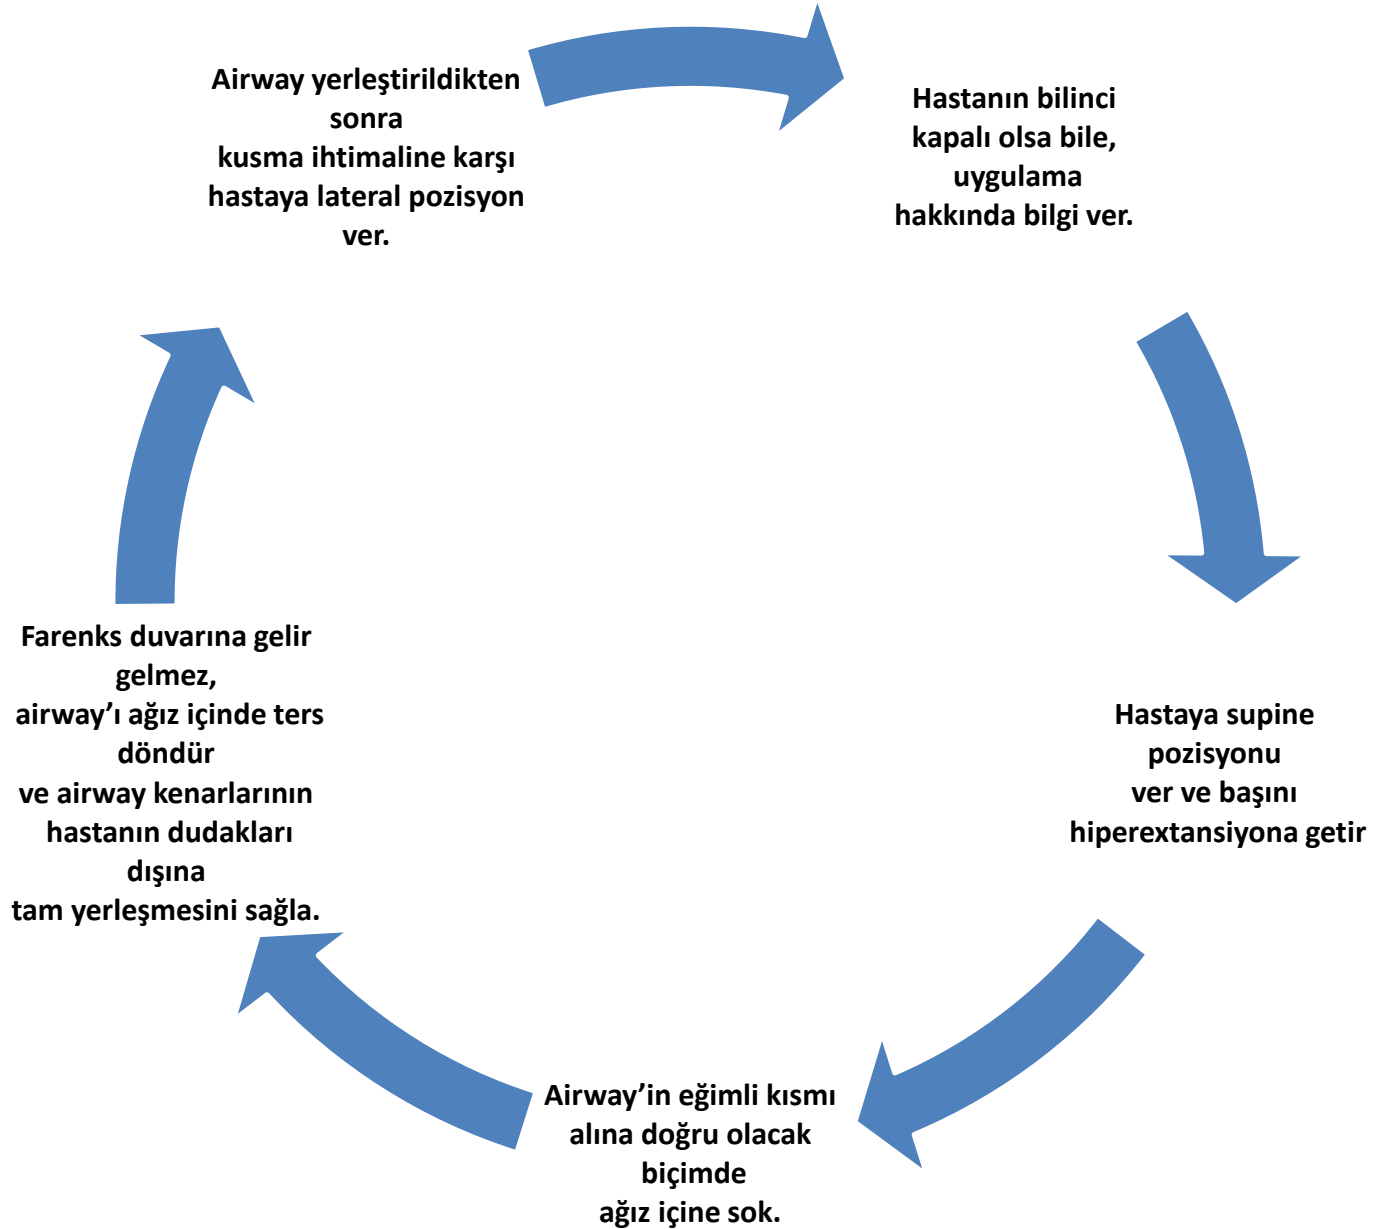 Airway yerleştirildikten
sonra
kusma ihtimaline karşı
hastaya lateral pozisyon
ver.
Hastanın bilinci
kapalı olsa bile,
uygulama
hakkında bilgi ver.
Hastaya supine
pozisyonu
ver ve başını
hiperextansiyona getir
Airway’in eğimli kısmı
alına doğru olacak
biçimde
ağız içine sok.
Farenks duvarına gelir
gelmez,
airway’ı ağız içinde ters
döndür
ve airway kenarlarının
hastanın dudakları
dışına
tam yerleşmesini sağla.